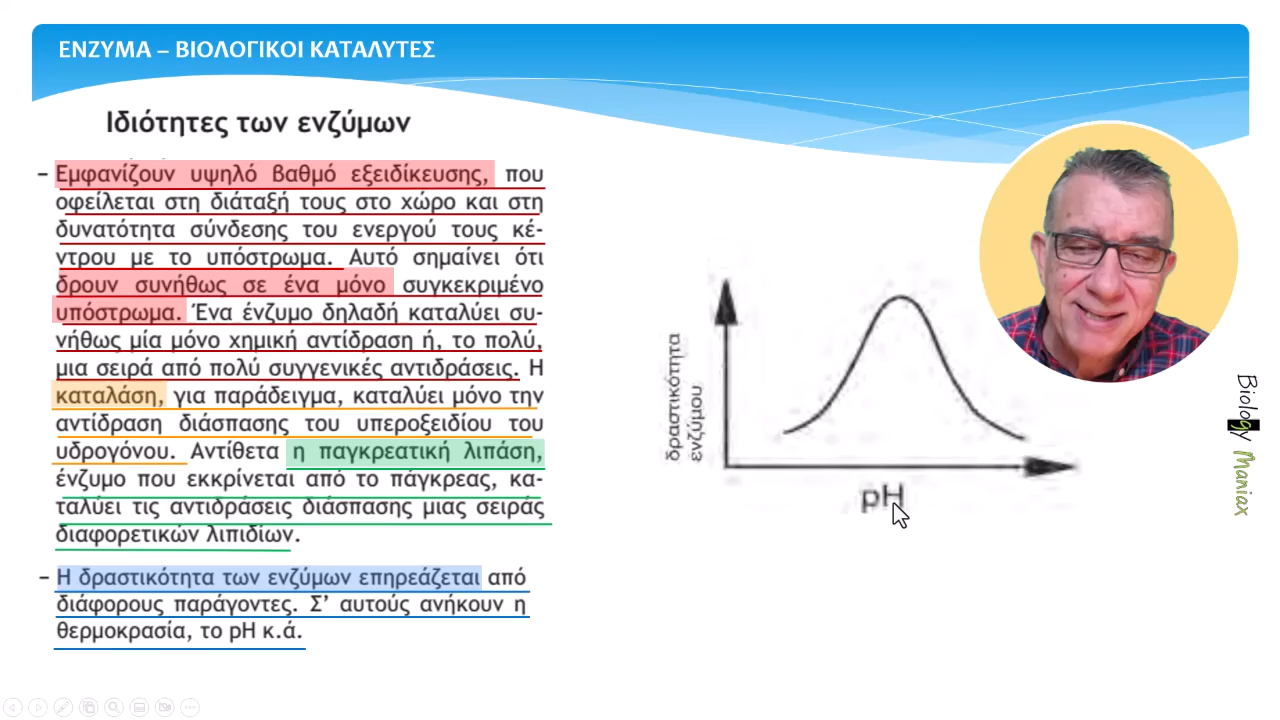 ΕΝΖΥΜΑ – ΒΙΟΛΟΓΙΚΟΙ ΚΑΤΑΛΥΤΕΣ
Ιδιότητες των ενζύμων
– Εμφανίζουν υψηλό βαθμό εξειδίκευσης, που
οφείλεται στη διάταξή τους στο χώρο και στη
δυνατότητα σύνδεσης του ενεργού τους κέ-
ντρου με το υπόστρωμα. Αυτό σημαίνει ότι
δρουν συνήθως σε ένα μόνο συγκεκριμένο
υπόστρωμα. Ένα ένζυμο δηλαδή καταλύει συ-
νήθως μία μόνο χημική αντίδραση ή, το πολύ,
μια σειρά από πολύ συγγενικές αντιδράσεις. Η
καταλάση, για παράδειγμα, καταλύει μόνο την
αντίδραση διάσπασης του υπεροξειδίου του
υδρογόνου. Αντίθετα η παγκρεατική λιπάση,
ένζυμο που εκκρίνεται από το πάγκρεας, κα-
ταλύει τις αντιδράσεις διάσπασης μιας σειράς
διαφορετικών λιπιδίων.
– Η δραστικότητα των ενζύμων επηρεάζεται από
διάφορους παράγοντες. Σ’ αυτούς ανήκουν η
θερμοκρασία, το pH κ.ά.
δραστικότητα
ενζύμου
pH
Biology Maniax